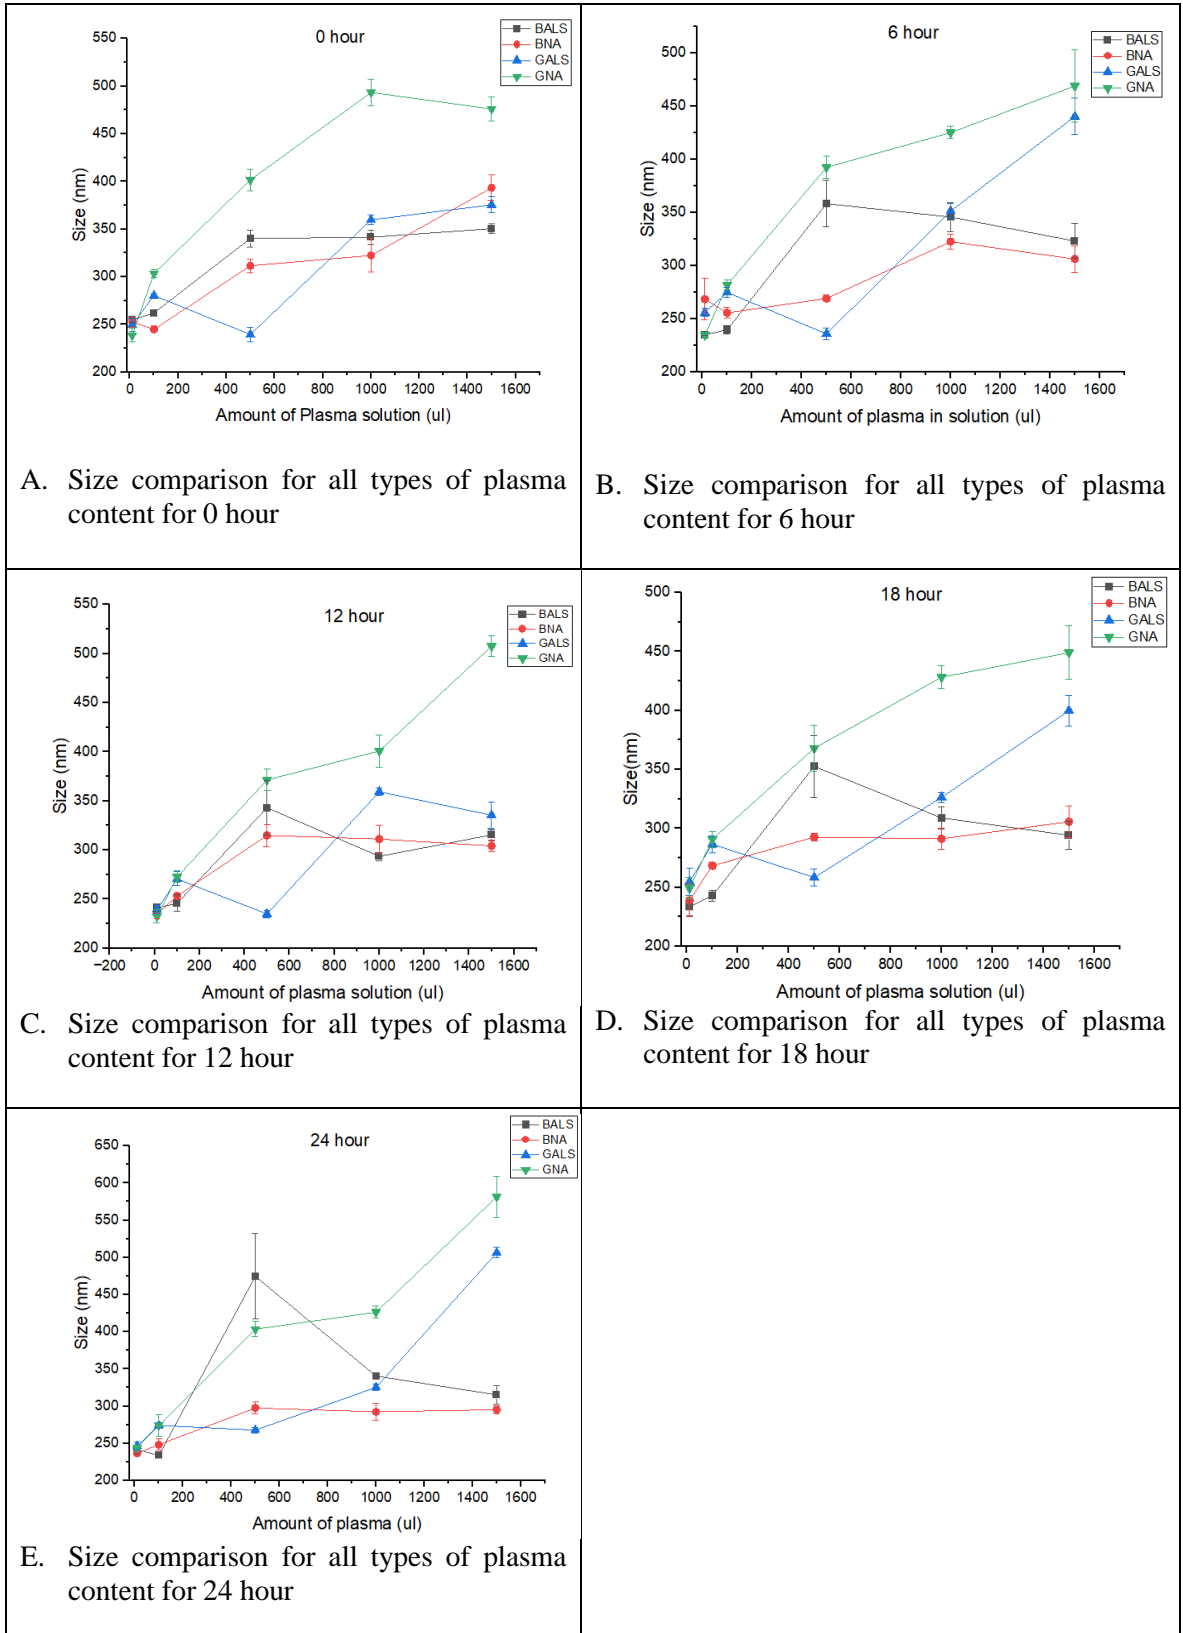 0 hour
BALS
BNA
GALS
GNA
550
500
450
400
350
300
250
200
Size (nm)
0 200 400 600 800 1000 1200 1400 1600
Amount of Plasma solution (ul)
A. Size comparison for all types of plasma
content for 0 hour
6 hour
BALS
BNA
GALS
GNA
500
450
400
350
300
250
200
Size (nm)
0 200 400 600 800 1000 1200 1400 1600
Amount of plasma in solution (ul)
B. Size comparison for all types of plasma
content for 6 hour
12 hour
BALS
BNA
GALS
GNA
550
500
450
400
350
300
250
200
Size (nm)
−200 0 200 400 600 800 1000 1200 1400 1600
Amount of plasma solution (ul)
C. Size comparison for all types of plasma
content for 12 hour
18 hour
BALS
BNA
GALS
GNA
500
450
400
350
300
250
200
Size(nm)
0 200 400 600 800 1000 1200 1400 1600
Amount of plasma solution (ul)
D. Size comparison for all types of plasma
content for 18 hour
24 hour
BALS
BNA
GALS
GNA
650
600
550
500
450
400
350
300
250
200
Size (nm)
0 200 400 600 800 1000 1200 1400 1600
Amount of plasma (ul)
E. Size comparison for all types of plasma
content for 24 hour